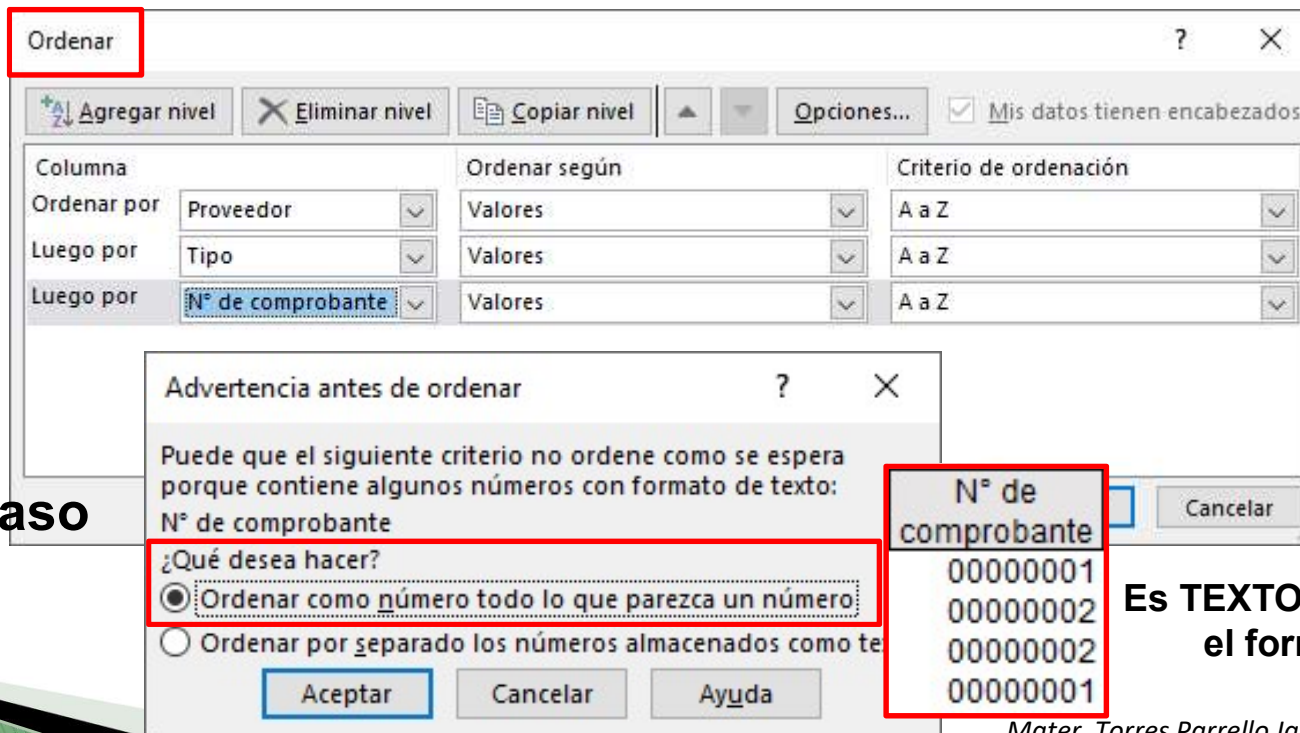 Ordenar
Agregar nivel Eliminar nivel Copiar nivel Opciones... Mis datos tienen encabezados
Columna Ordenar según Criterio de ordenación
Ordenar por Proveedor Valores A a Z
Luego por Tipo Valores A a Z
Luego por N° de comprobante Valores A a Z
Advertencia antes de ordenar
Puede que el siguiente criterio no ordene como se espera
porque contiene algunos números con formato de texto:
N° de comprobante
¿Qué desea hacer?
Ordenar como número todo lo que parezca un número
Ordenar por separado los números almacenados como te
Aceptar Cancelar Ayuda
aso
N° de
comprobante
00000001
00000002
00000002
00000001
Cancelar
Es TEXTO
el for
Mater. Torres Parrello